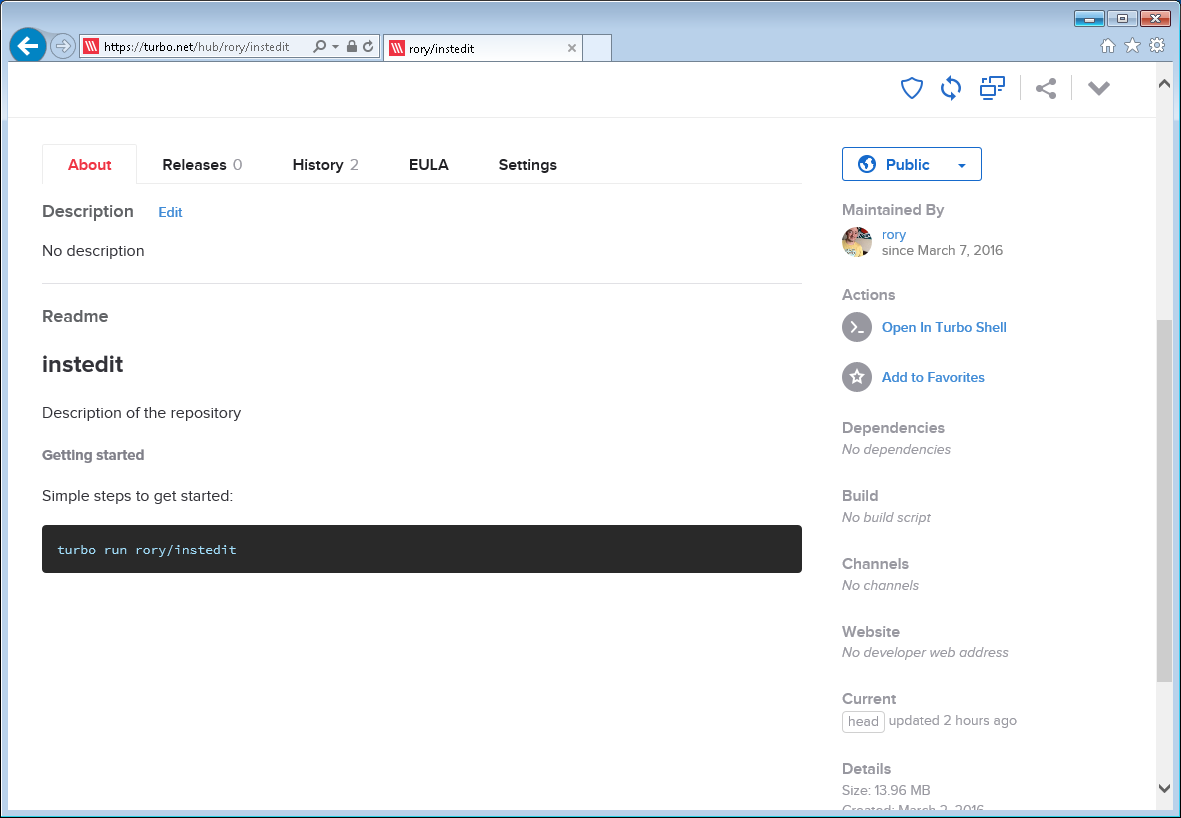 https://turbo.net/hub/rory/instedit
rory/instedit
About
Releases 0
History 2
EULA
Settings
Description Edit
No description
Readme
instedit
Description of the repository
Getting started
Simple steps to get started:
turbo run rory/instedit
Public
Maintained By
rory
since March 7, 2016
Actions
Open In Turbo Shell
Add to Favorites
Dependencies
No dependencies
Build
No build script
Channels
No channels
Website
No developer web address
Current
head updated 2 hours ago
Details
Size: 13.96 MB
Created: March 2, 2016